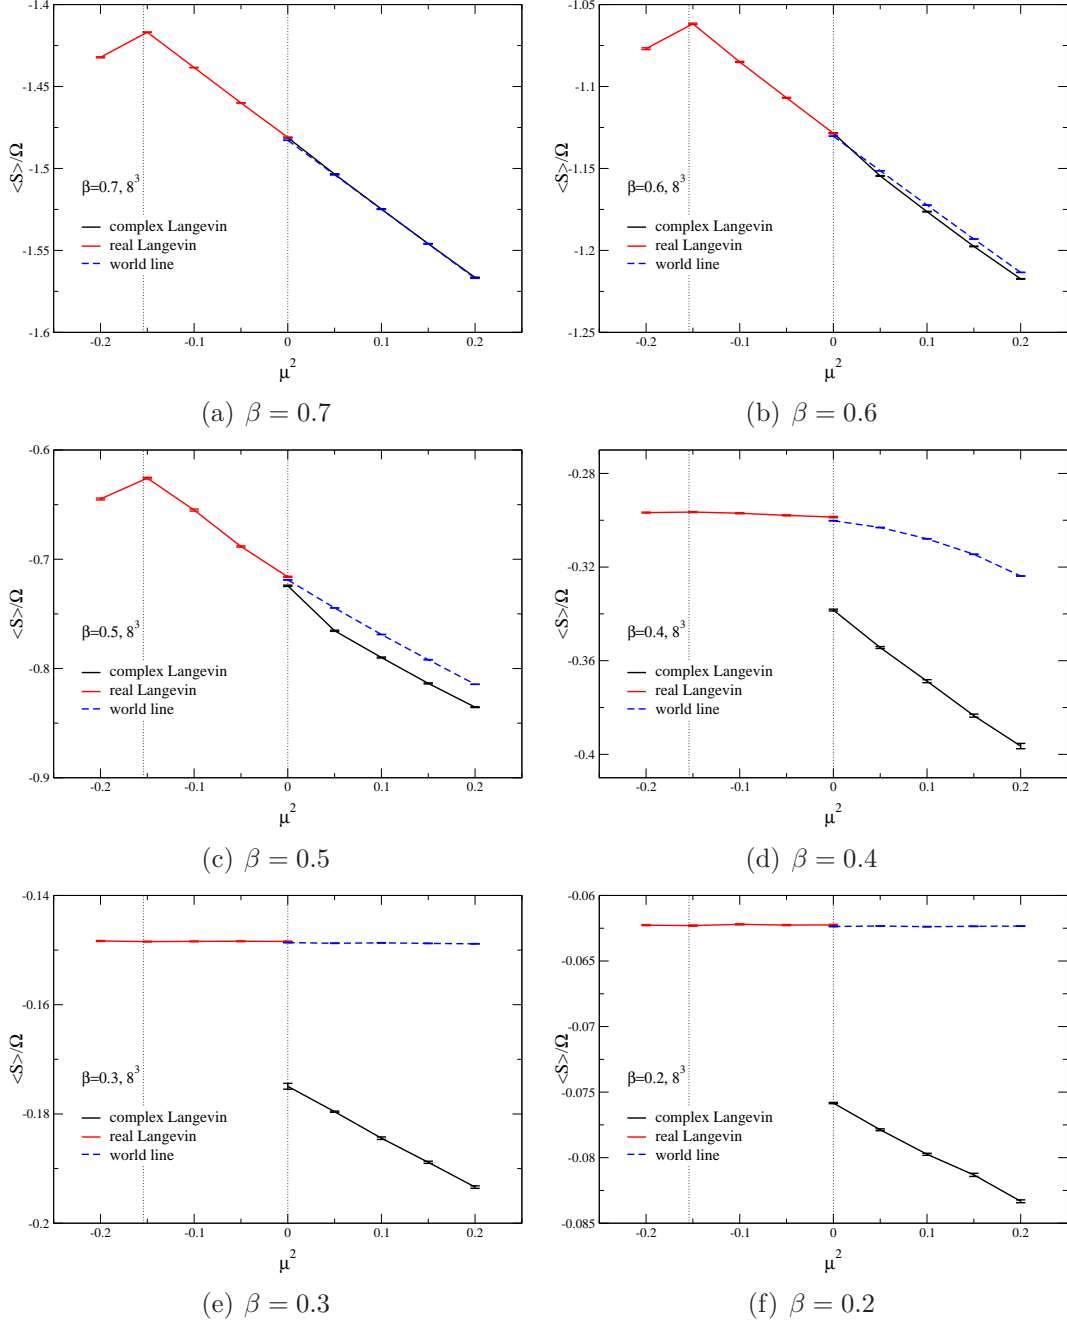 -1.4
-1.45
-1.5
-1.55
-1.6
<S>/Ω
β=0.7, 8³
complex Langevin
real Langevin
world line
-0.2
-0.1
0
0.1
0.2
μ²
(a) β = 0.7
-1.05
-1.1
-1.15
-1.2
-1.25
<S>/Ω
β=0.6, 8³
complex Langevin
real Langevin
world line
-0.2
-0.1
0
0.1
0.2
μ²
(b) β = 0.6
-0.6
-0.7
-0.8
-0.9
<S>/Ω
β=0.5, 8³
complex Langevin
real Langevin
world line
-0.2
-0.1
0
0.1
0.2
μ²
(c) β = 0.5
-0.28
-0.32
-0.36
-0.4
<S>/Ω
β=0.4, 8³
complex Langevin
real Langevin
world line
-0.2
-0.1
0
0.1
0.2
μ²
(d) β = 0.4
-0.14
-0.16
-0.18
-0.2
<S>/Ω
β=0.3, 8³
complex Langevin
real Langevin
world line
-0.2
-0.1
0
0.1
0.2
μ²
(e) β = 0.3
-0.06
-0.065
-0.07
-0.075
-0.08
-0.085
<S>/Ω
β=0.2, 8³
complex Langevin
real Langevin
world line
-0.2
-0.1
0
0.1
0.2
μ²
(f) β = 0.2